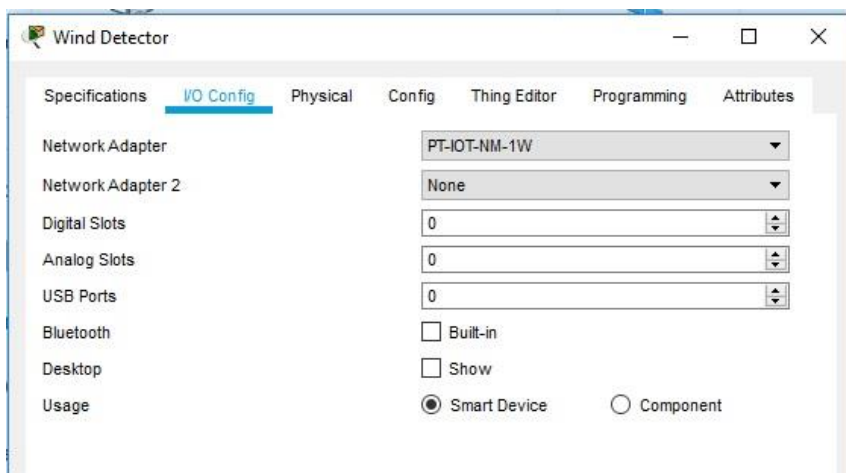 Wind Detector
Specifications I/O Config Physical Config Thing Editor Programming Attributes
Network Adapter PT-IOT-NM-1W
Network Adapter 2 None
Digital Slots 0
Analog Slots 0
USB Ports 0
Bluetooth Built-in
Desktop Show
Usage Smart Device Component